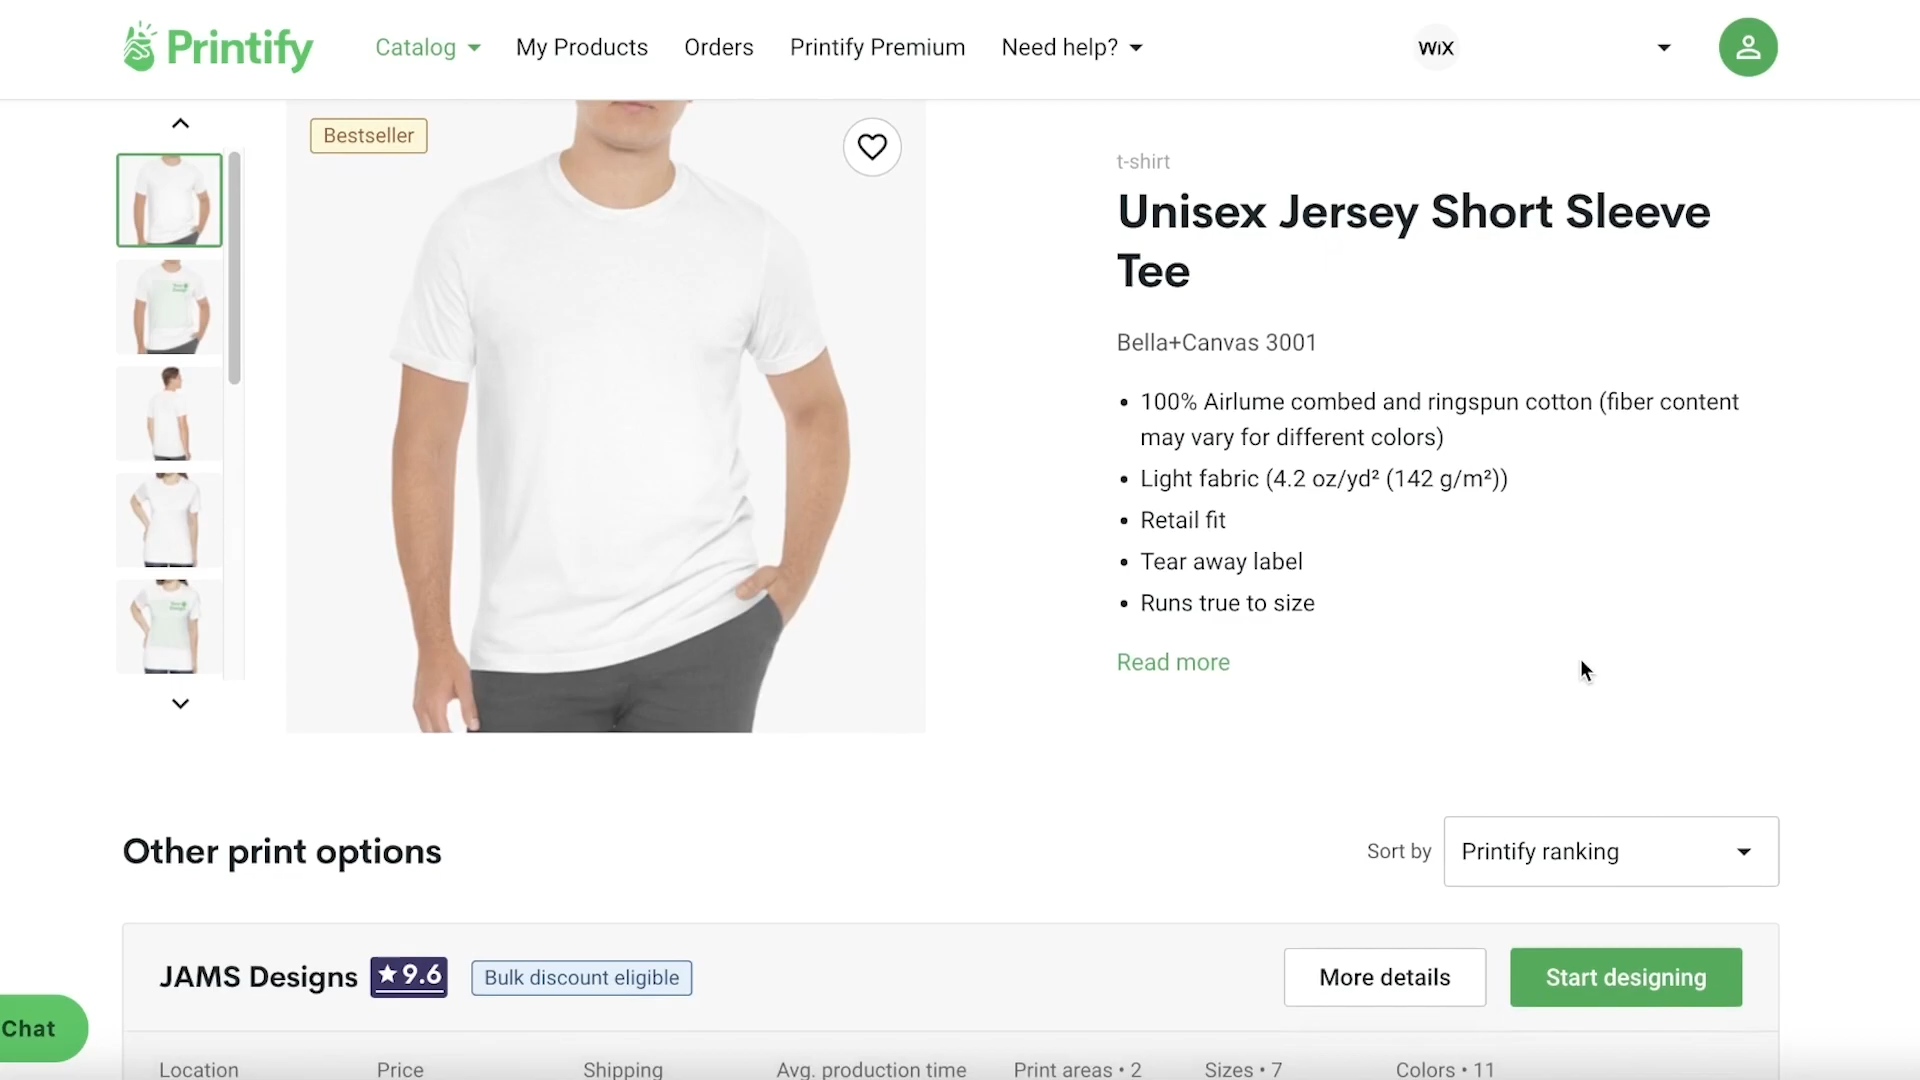 Printify
Catalog
My Products
Orders
Printify Premium
Need help?
WiX
Bestseller
t-shirt
Unisex Jersey Short Sleeve
Tee
Bella+Canvas 3001
• 100% Airlume combed and ringspun cotton (fiber content
may vary for different colors)
• Light fabric (4.2 oz/yd² (142 g/m²))
• Retail fit
• Tear away label
• Runs true to size
Read more
Other print options
Sort by
Printify ranking
JAMS Designs
★9.6
Bulk discount eligible
More details
Start designing
Chat
Location
Price
Shipping
Avg. production time
Print areas • 2
Sizes • 7
Colors • 11